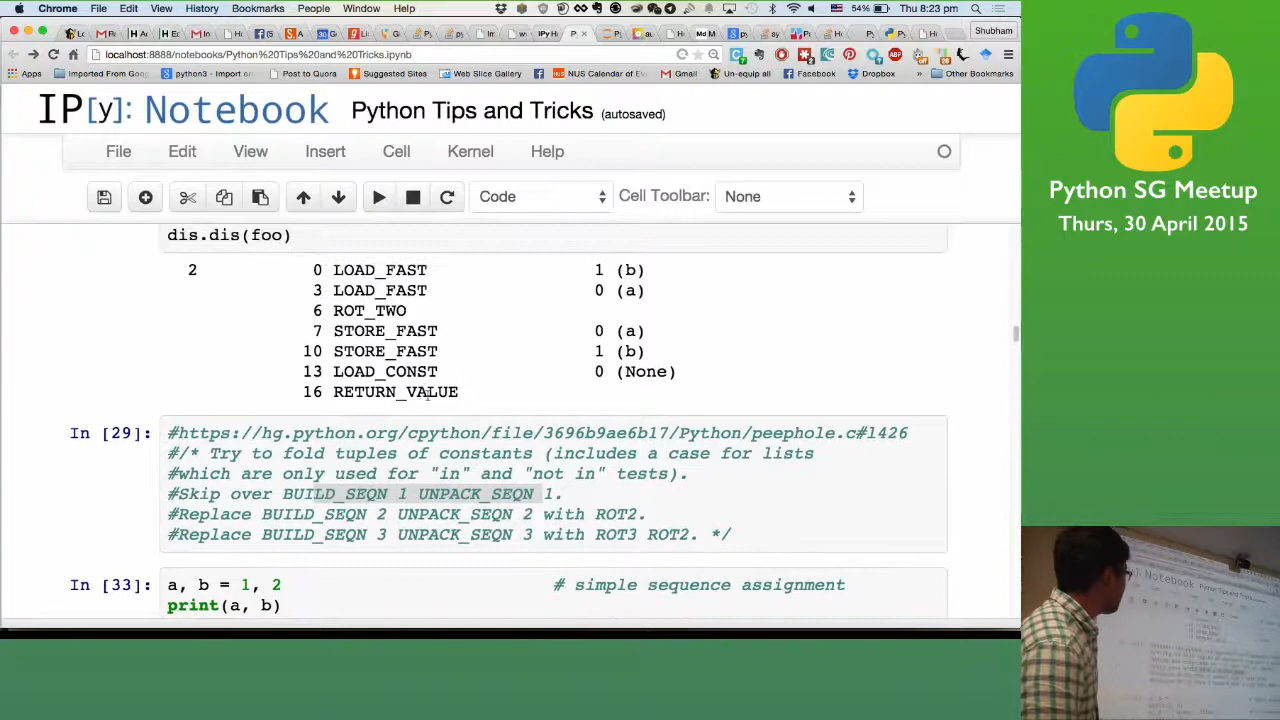 Chrome File Edit View History Bookmarks People Window Help 54% Thu 8:23 pm
Shubham
localhost:8888/notebooks/Python%20Tips%20and%20Tricks.ipynb
Apps Imported From Goo python3 - Import or Post to Quora Suggested Sites Web Slice Gallery NUS Calendar of Ev Gmail Un-equip all Facebook Dropbox » Other Bookmarks
IP[y]: Notebook Python Tips and Tricks (autosaved)
File Edit View Insert Cell Kernel Help
Code Cell Toolbar: None
dis.dis(foo)
2 0 LOAD_FAST 1 (b)
3 LOAD_FAST 0 (a)
6 ROT_TWO
7 STORE_FAST 0 (a)
10 STORE_FAST 1 (b)
13 LOAD_CONST 0 (None)
16 RETURN_VALUE
In [29]: #https://hg.python.org/cpython/file/3696b9ae6b17/Python/peephole.c#l426
#/* Try to fold tuples of constants (includes a case for lists
#which are only used for "in" and "not in" tests).
#Skip over BUILD_SEQN 1 UNPACK_SEQN 1.
#Replace BUILD_SEQN 2 UNPACK_SEQN 2 with ROT2.
#Replace BUILD_SEQN 3 UNPACK_SEQN 3 with ROT3 ROT2. */
In [33]: a, b = 1, 2 # simple sequence assignment
print(a, b)
Python SG Meetup
Thurs, 30 April 2015
Notebook Python Tips and Tricks